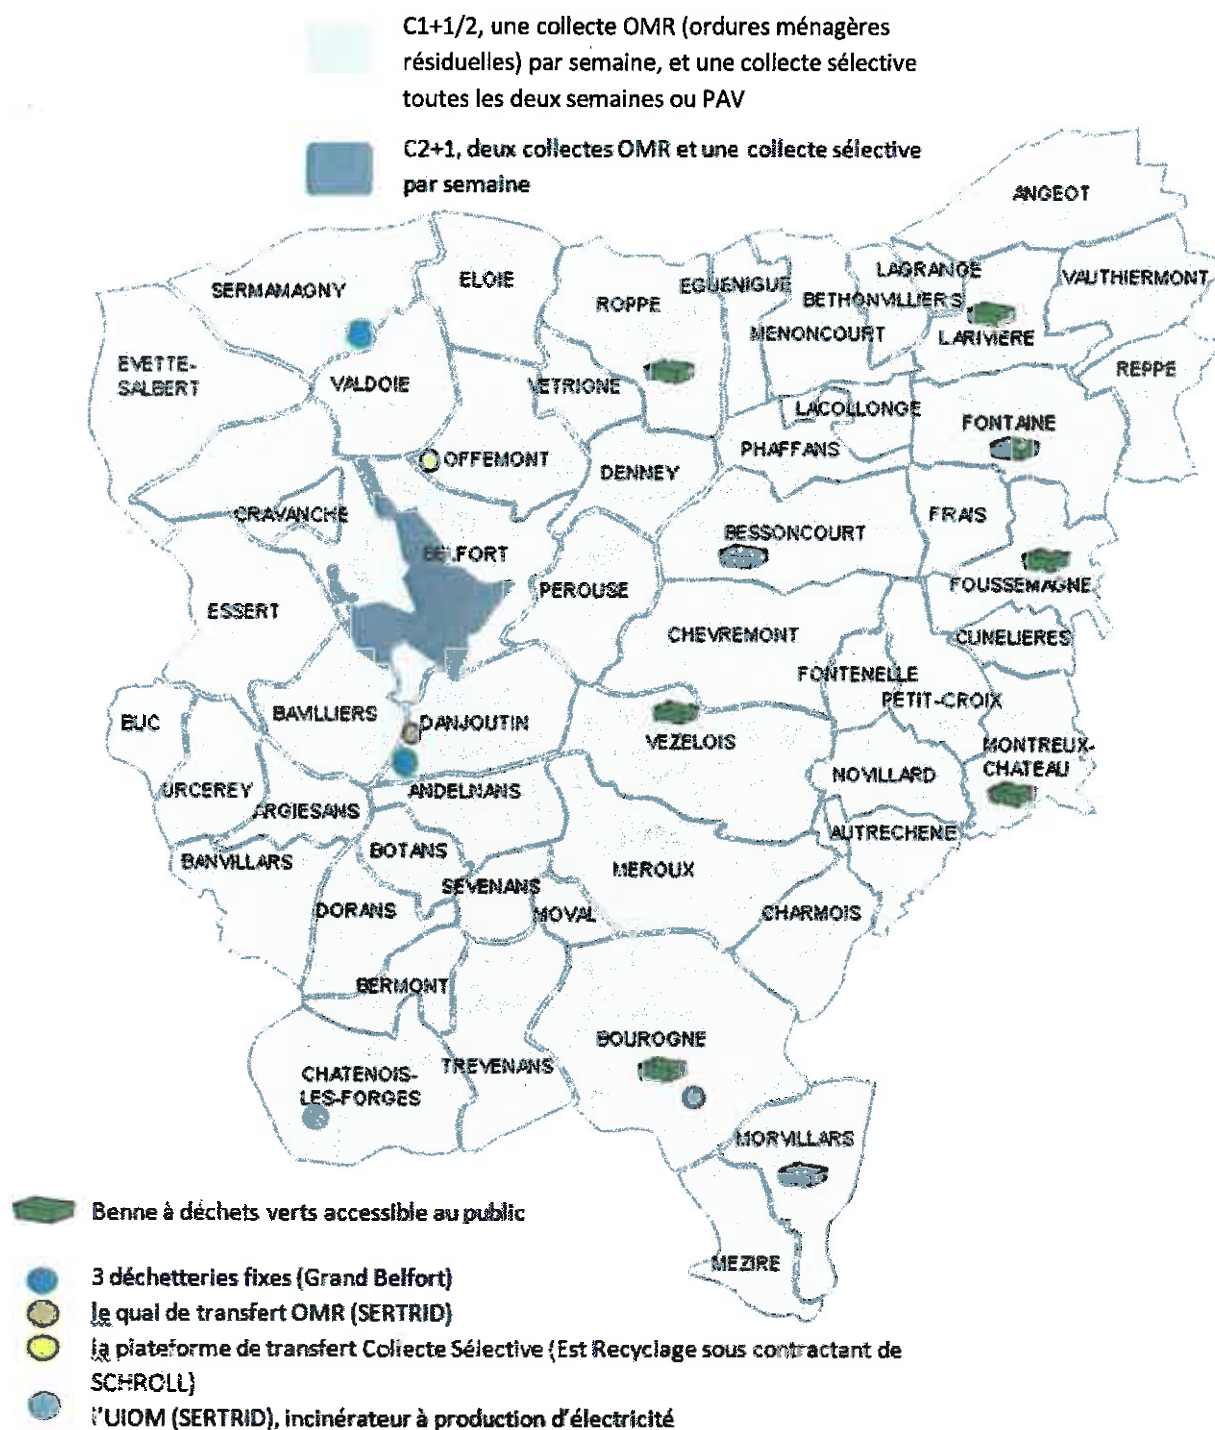 C1+1/2, une collecte OMR (ordures ménagères
résiduelles) par semaine, et une collecte sélective
toutes les deux semaines ou PAV
C2+1, deux collectes OMR et une collecte sélective
par semaine
ANGEOT
SERMAMAGNY
ELOIE
ROPPE
EGUENIGUE
LAGRANGE
VAUTHIERMONT
BETHONVILLIERS
MENONCOURT
LARIVIERE
EVETTE-
SALBERT
VALDOIE
VETRIGNE
REPPE
LACOLLONGE
FONTAINE
OFFEMONT
DENNEY
PHAFFANS
CRAVANCHE
FRAIS
BESSONCOURT
BELFORT
PEROUSE
FOUSSEMAGNE
ESSERT
CHEVREMONT
CUNELIERES
FONTENELLE
PETIT-CROIX
BUC
BAVILLIERS
DANJOUTIN
VEZELOIS
MONTREUX-
CHATEAU
NOVILLARD
URCEREY
ANDELNANS
ARGIESANS
AUTRECHENE
BANVILLARS
BOTANS
MEROUX
SEVENANS
DORANS
MOVAL
CHARMOIS
BERMONT
BOUROGNE
TREVENANS
CHATENOIS-
LES-FORGES
MORVILLARS
MEZIRE
Benne à déchets verts accessible au public
3 déchetteries fixes (Grand Belfort)
le quai de transfert OMR (SERTRID)
la plateforme de transfert Collecte Sélective (Est Recyclage sous contractant de
SCHROLL)
l'UIOM (SERTRID), incinérateur à production d'électricité